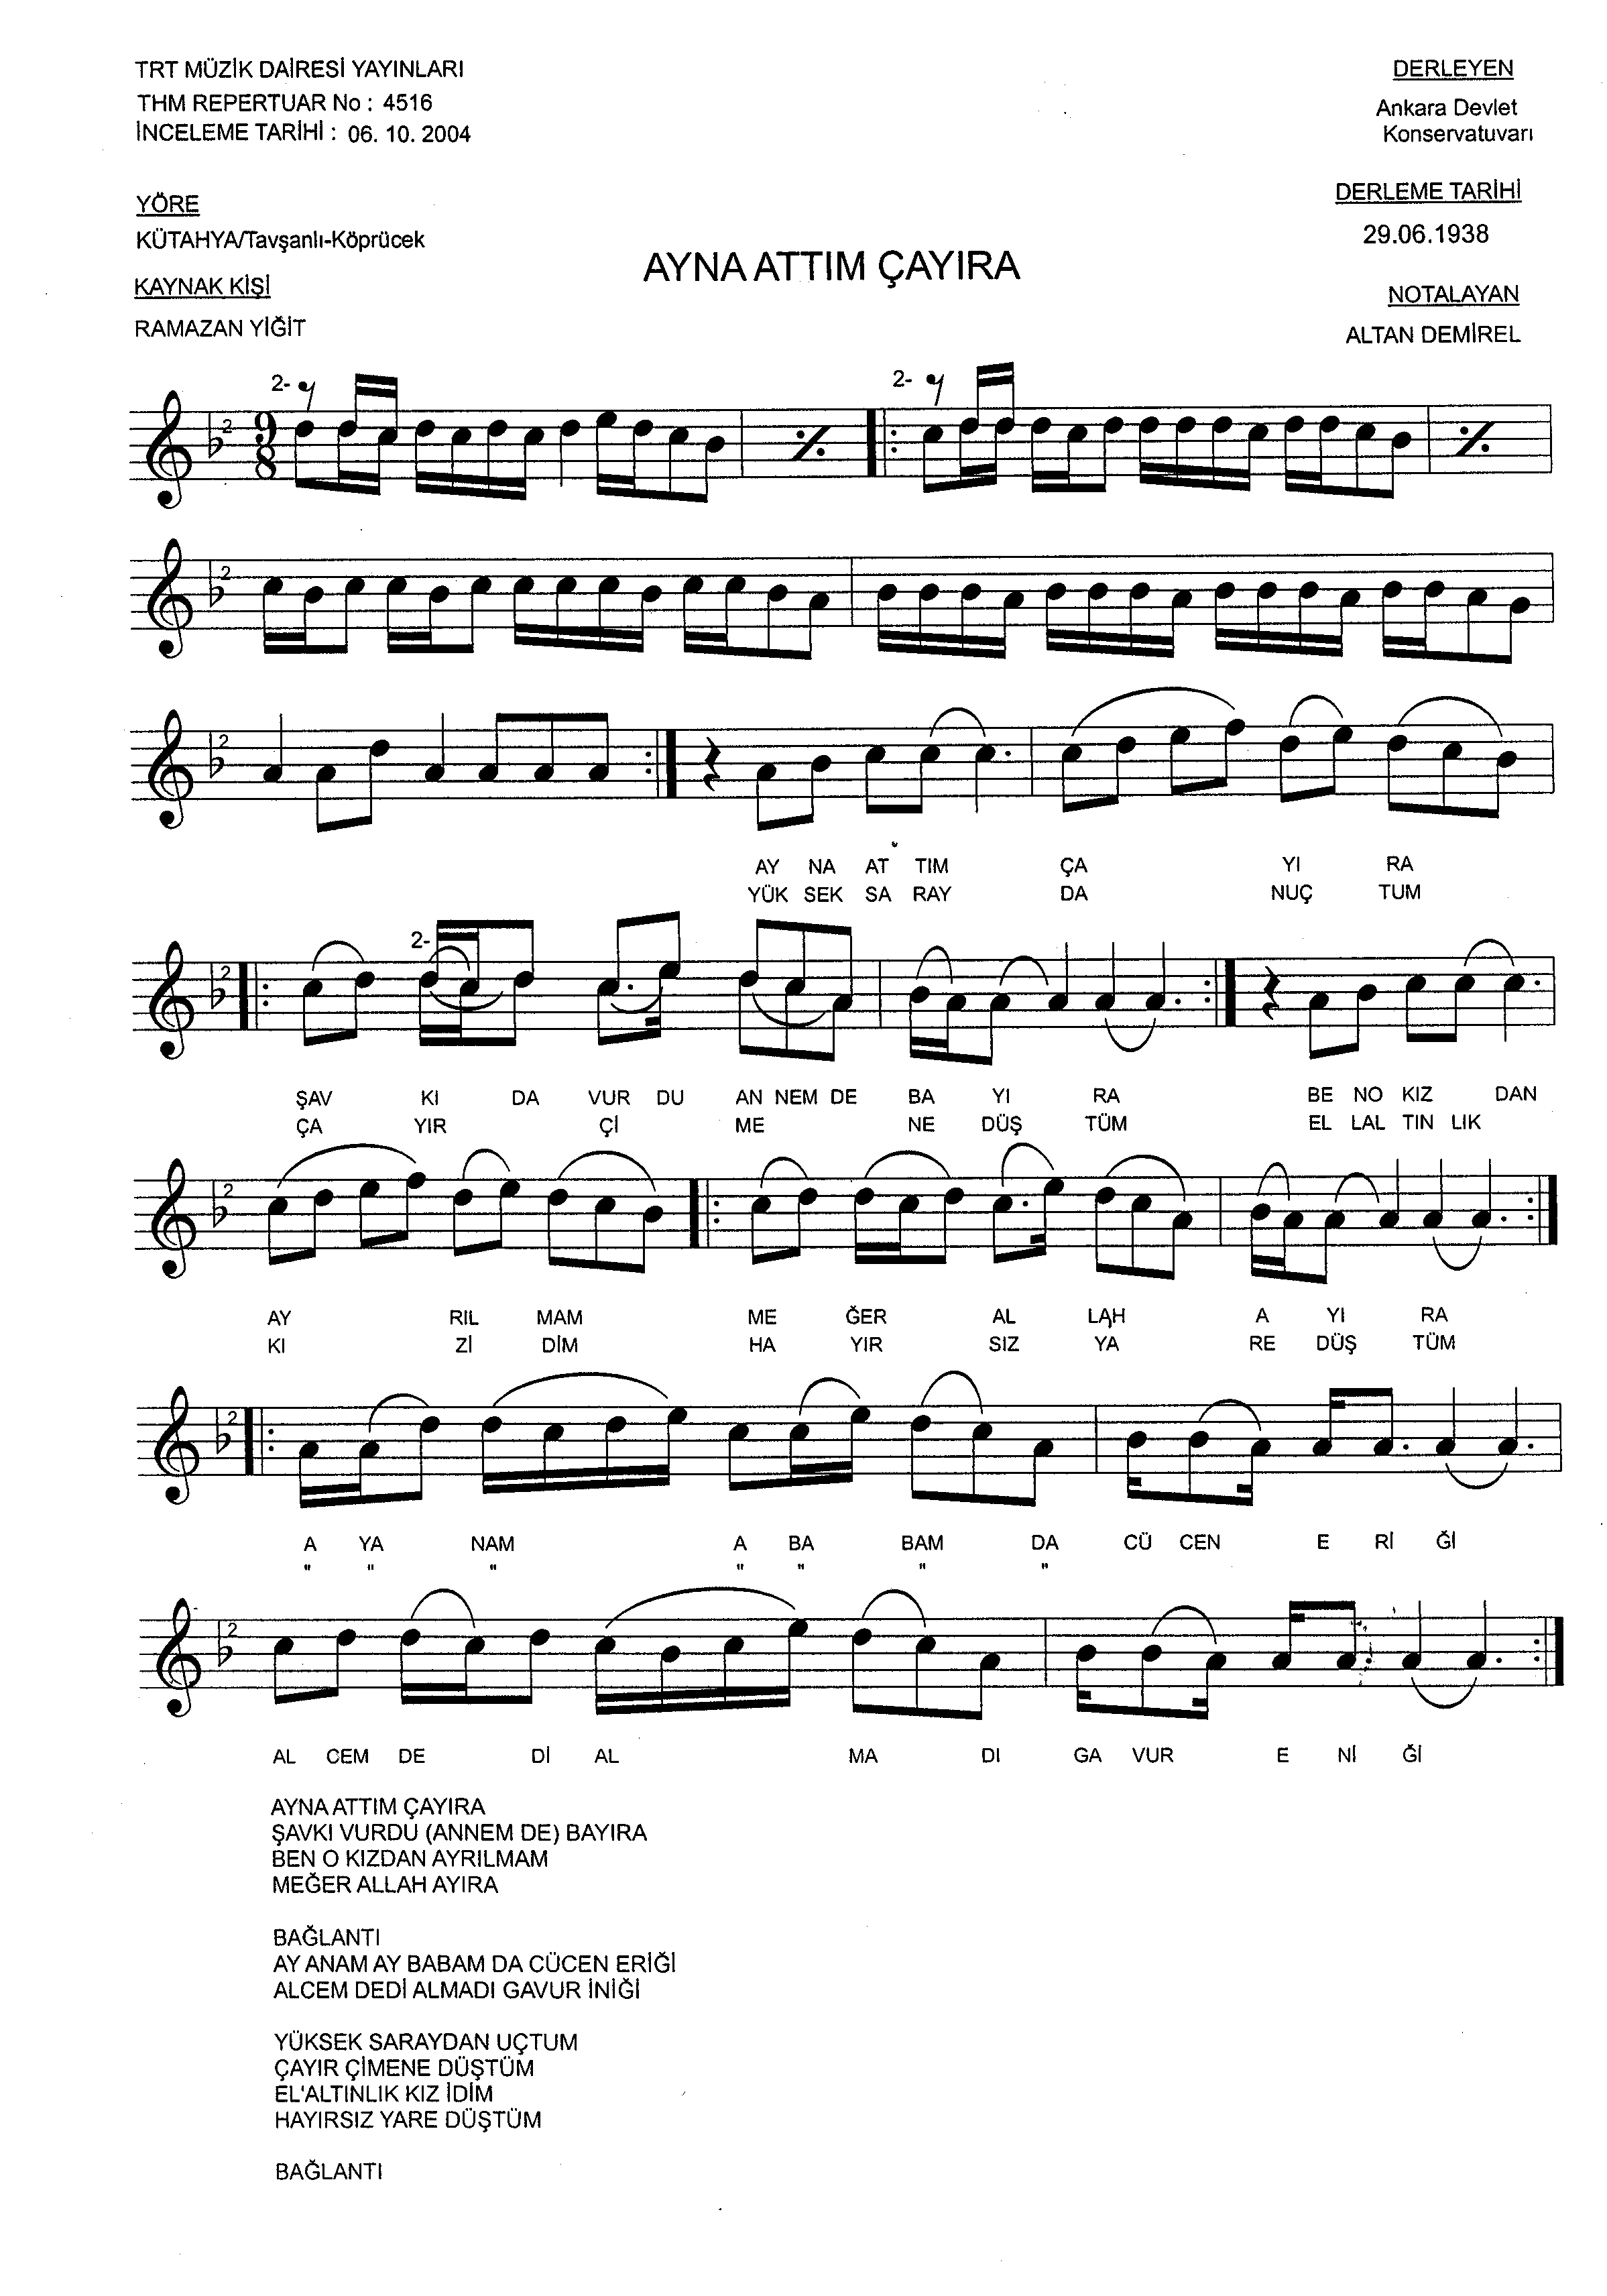 TRT MÜZİK DAİRESİ YAYINLARI
THM REPERTUAR No : 4516
İNCELEME TARİHİ : 06. 10. 2004
DERLEYEN
Ankara Devlet
Konservatuvarı
YÖRE
KÜTAHYA/Tavşanlı-Köprücek
DERLEME TARİHİ
29.06.1938
KAYNAK KİŞİ
RAMAZAN YİĞİT
AYNA ATTIM ÇAYIRA
NOTALAYAN
ALTAN DEMİREL
2- 2-
2 9 8
2
2
AY NA AT TIM ÇA YI RA
YÜK SEK SA RAY DA NUÇ TUM
2 2-
ŞAV KI DA VUR DU AN NEM DE BA YI RA BE NO KIZ DAN
ÇA YIR Çİ ME NE DÜŞ TÜM EL LAL TIN LIK
2
AY RIL MAM ME ĞER AL LAH A YI RA
KI Zİ DİM HA YIR SIZ YA RE DÜŞ TÜM
2
A YA NAM A BA BAM DA CÜ CEN E Rİ Ğİ
" " " " " " "
2
AL CEM DE Dİ AL MA DI GA VUR E Nİ Ğİ
AYNA ATTIM ÇAYIRA
ŞAVKI VURDU (ANNEM DE) BAYIRA
BEN O KIZDAN AYRILMAM
MEĞER ALLAH AYIRA
BAĞLANTI
AY ANAM AY BABAM DA CÜCEN ERİĞİ
ALCEM DEDİ ALMADI GAVUR İNİĞİ
YÜKSEK SARAYDAN UÇTUM
ÇAYIR ÇİMENE DÜŞTÜM
EL'ALTINLIK KIZ İDİM
HAYIRSIZ YARE DÜŞTÜM
BAĞLANTI